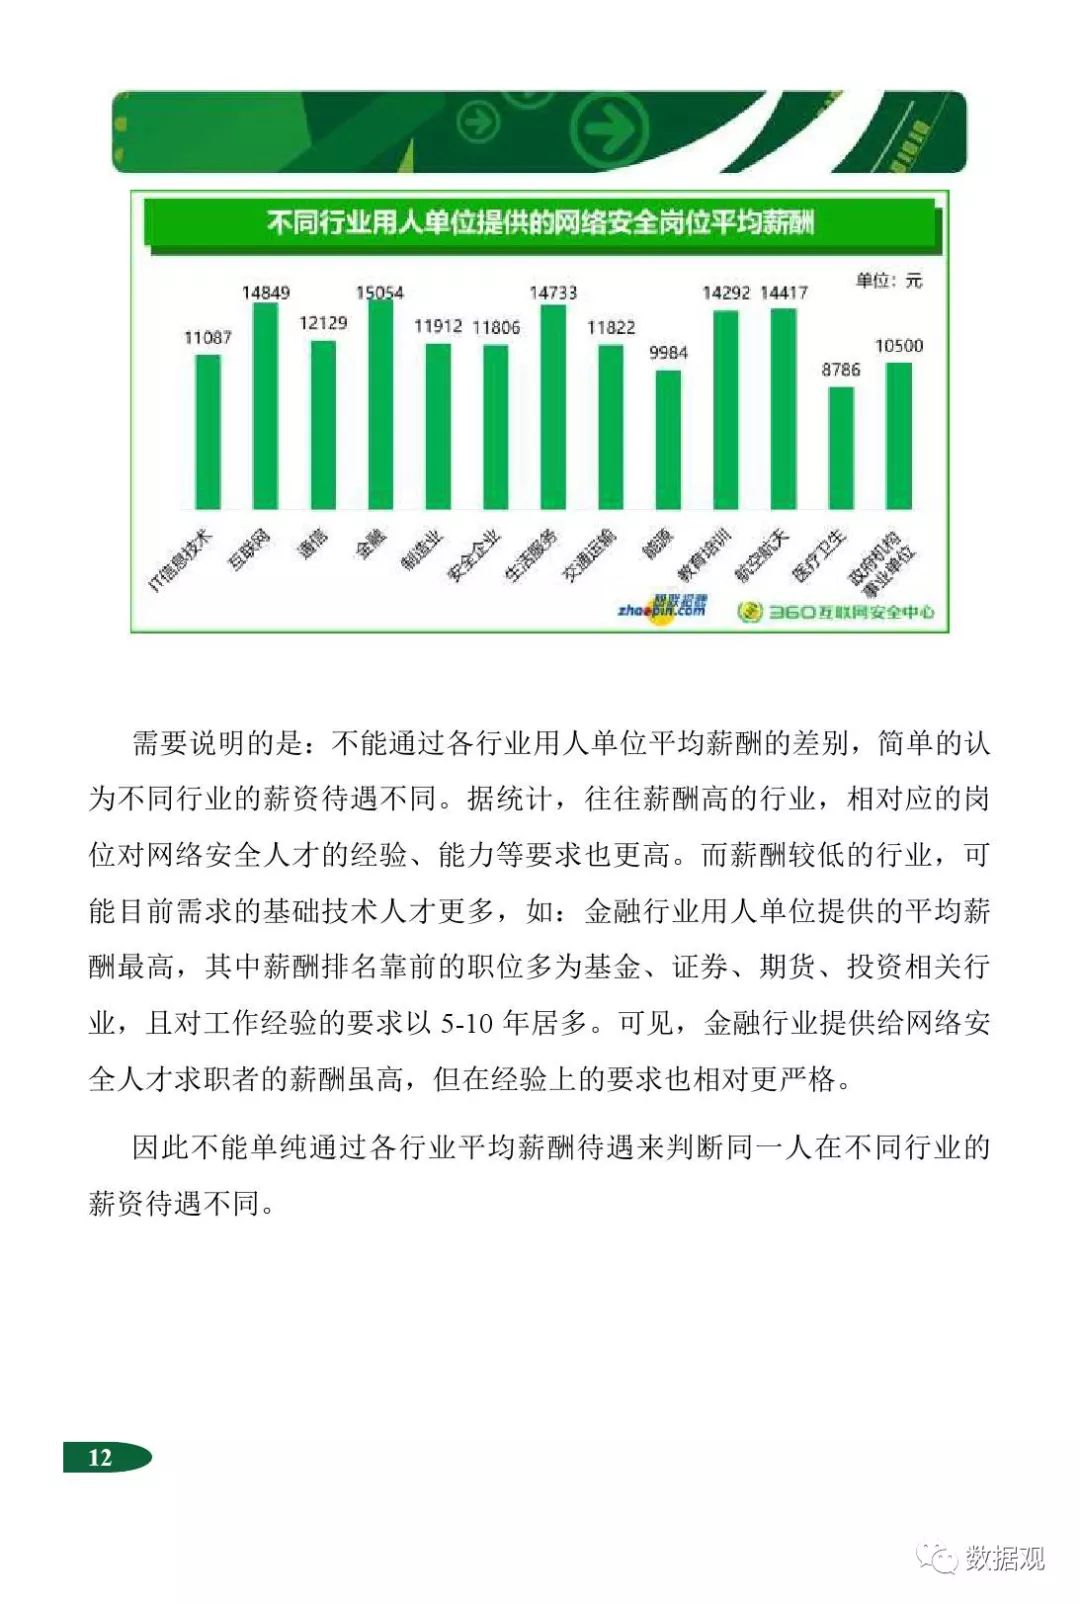 不同行业用人单位提供的网络安全岗位平均薪酬
单位：元
11087
14849
12129
15054
11912
11806
14733
11822
9984
14292
14417
8786
10500
IT信息技术
互联网
通信
金融
制造业
安全企业
生活服务
交通运输
能源
教育培训
航空航天
医疗卫生
政府机构
事业单位
智联招聘
zhaopin.com
360互联网安全中心
需要说明的是：不能通过各行业用人单位平均薪酬的差别，简单的认
为不同行业的薪资待遇不同。据统计，往往薪酬高的行业，相对应的岗
位对网络安全人才的经验、能力等要求也更高。而薪酬较低的行业，可
能目前需求的基础技术人才更多，如：金融行业用人单位提供的平均薪
酬最高，其中薪酬排名靠前的职位多为基金、证券、期货、投资相关行
业，且对工作经验的要求以 5-10 年居多。可见，金融行业提供给网络安
全人才求职者的薪酬虽高，但在经验上的要求也相对更严格。
因此不能单纯通过各行业平均薪酬待遇来判断同一人在不同行业的
薪资待遇不同。
12
数据观